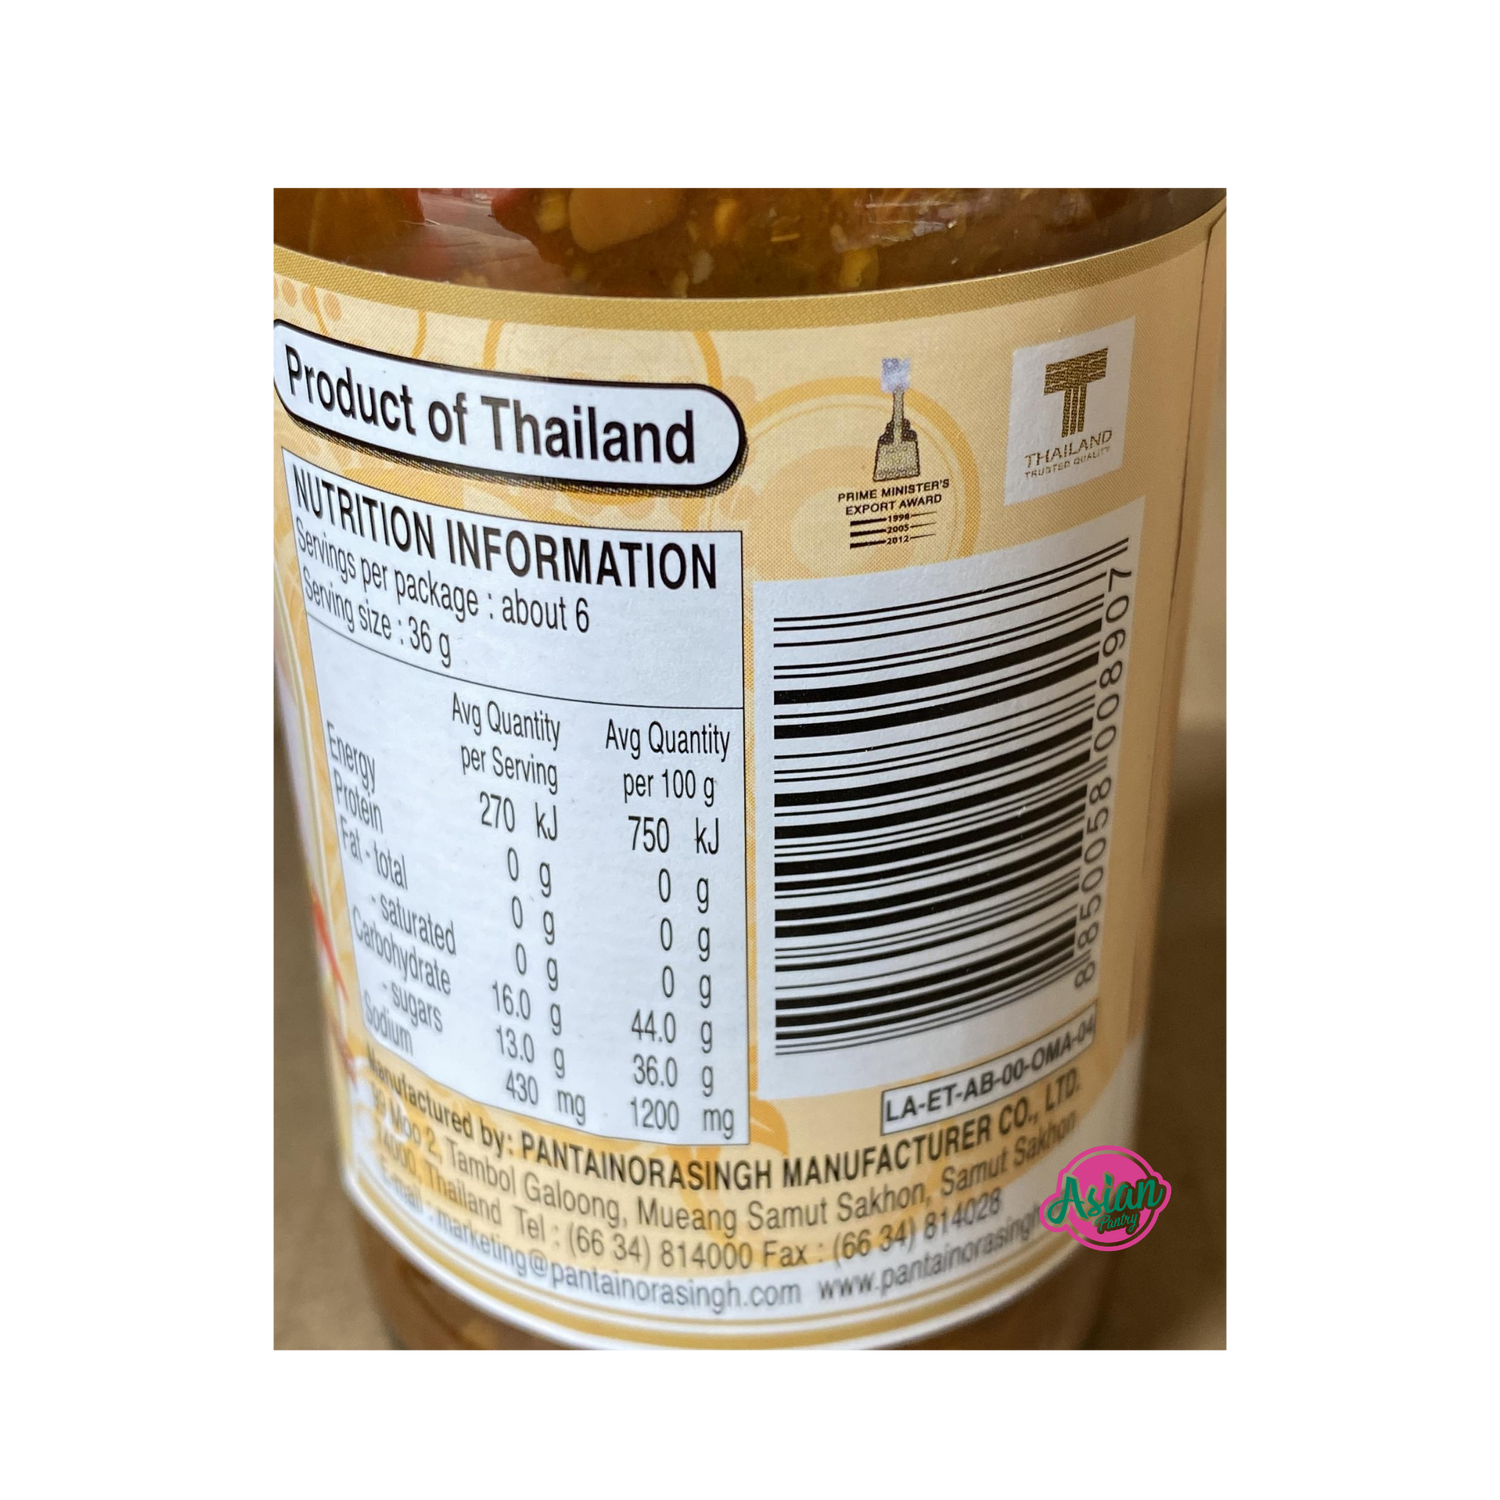 Product of Thailand
NUTRITION INFORMATION
Servings per package : about 6
Serving size : 36 g
Avg Quantity per Serving Avg Quantity per 100 g
Energy 270 kJ 750 kJ
Protein 0 g 0 g
Fat - total 0 g 0 g
- saturated 0 g 0 g
Carbohydrate 16.0 g 44.0 g
- sugars 13.0 g 36.0 g
Sodium 430 mg 1200 mg
PRIME MINISTER'S
EXPORT AWARD
1998
2005
2012
T
THAILAND
TRUSTED QUALITY
8 850058 008907
LA-ET-AB-00-OMA-04
Manufactured by: PANTAINORASINGH MANUFACTURER CO., LTD.
99 Moo 2, Tambol Galoong, Mueang Samut Sakhon, Samut Sakhon
74000, Thailand Tel : (66 34) 814000 Fax : (66 34) 814028
E-mail : marketing@pantainorasingh.com www.pantainorasingh
Asian
Pantry